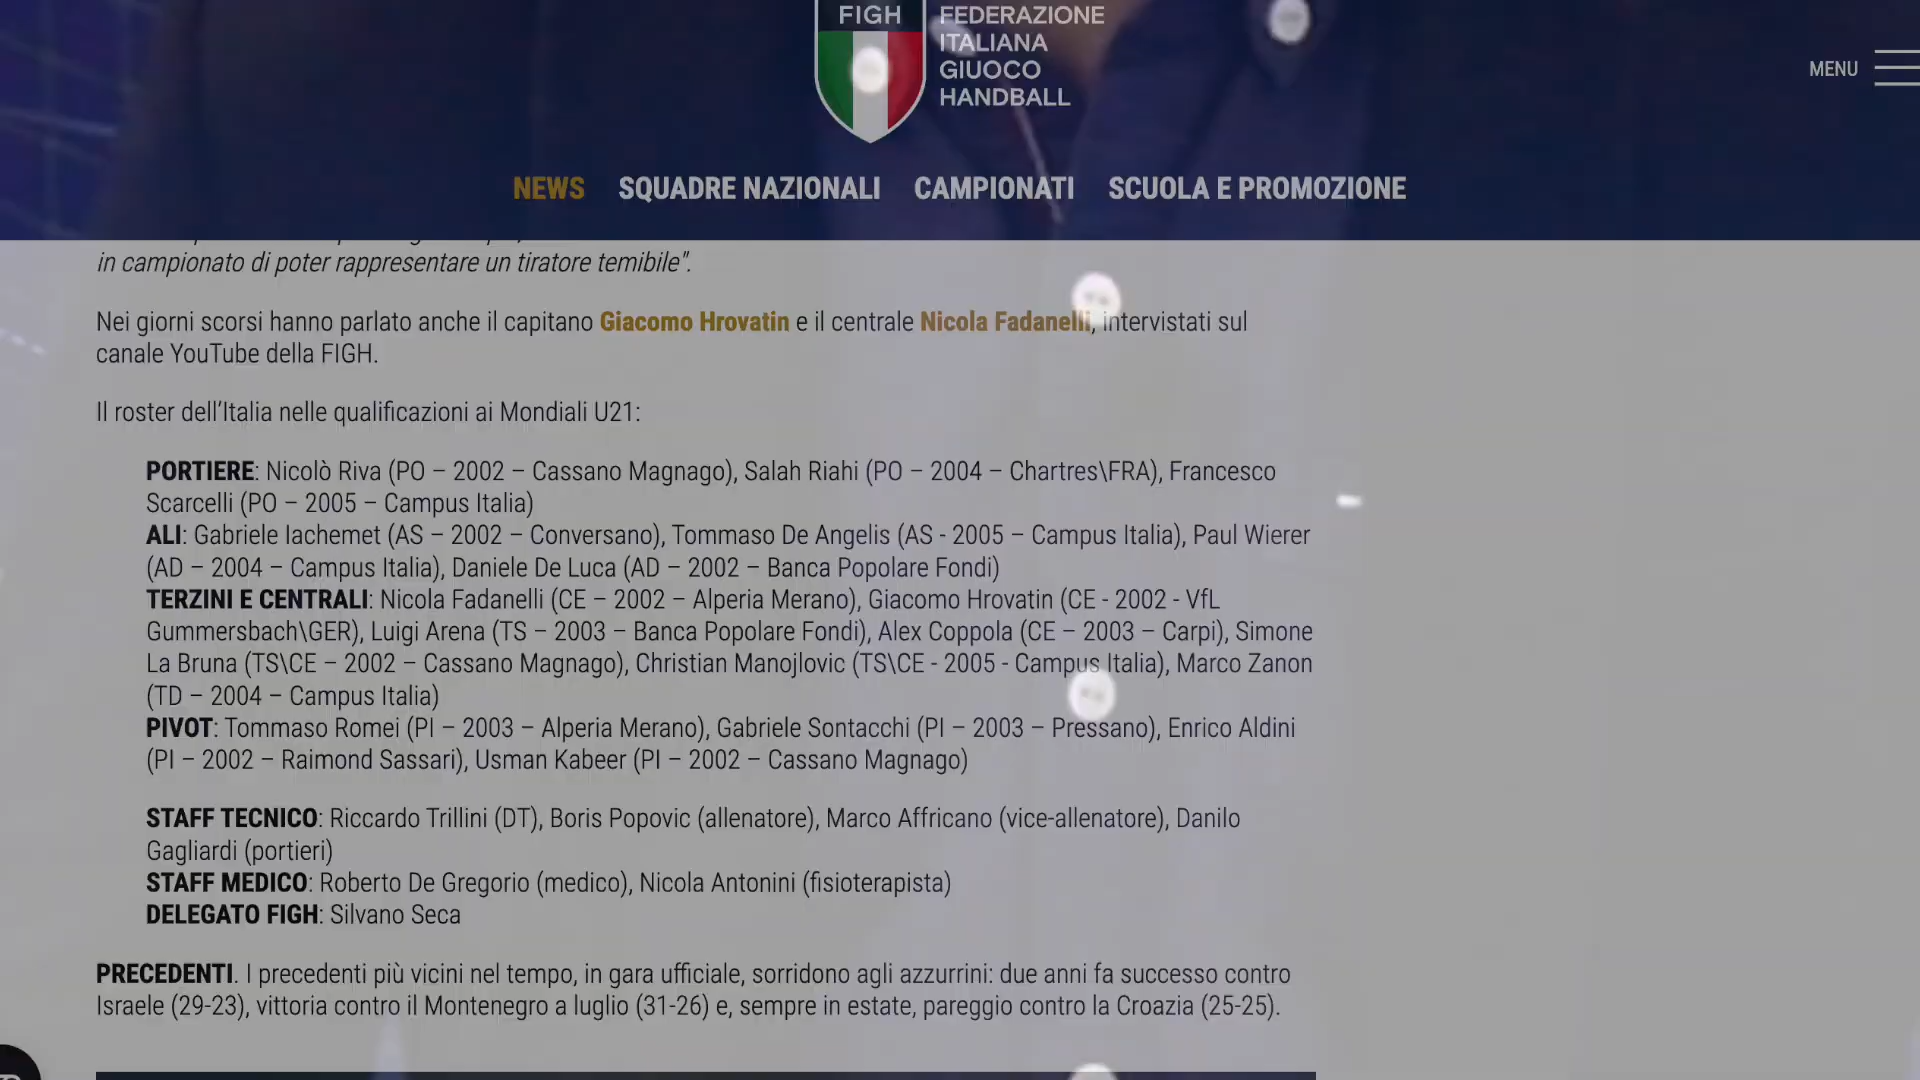 FIGH
FEDERAZIONE
ITALIANA
GIUOCO
HANDBALL
MENU
NEWS SQUADRE NAZIONALI CAMPIONATI SCUOLA E PROMOZIONE
in campionato di poter rappresentare un tiratore temibile".
Nei giorni scorsi hanno parlato anche il capitano Giacomo Hrovatin e il centrale Nicola Fadanelli, intervistati sul
canale YouTube della FIGH.
Il roster dell’Italia nelle qualificazioni ai Mondiali U21:
PORTIERE: Nicolò Riva (PO – 2002 – Cassano Magnago), Salah Riahi (PO – 2004 – Chartres\FRA), Francesco
Scarcelli (PO – 2005 – Campus Italia)
ALI: Gabriele Iachemet (AS – 2002 – Conversano), Tommaso De Angelis (AS - 2005 – Campus Italia), Paul Wierer
(AD – 2004 – Campus Italia), Daniele De Luca (AD – 2002 – Banca Popolare Fondi)
TERZINI E CENTRALI: Nicola Fadanelli (CE – 2002 – Alperia Merano), Giacomo Hrovatin (CE - 2002 - VfL
Gummersbach\GER), Luigi Arena (TS – 2003 – Banca Popolare Fondi), Alex Coppola (CE – 2003 – Carpi), Simone
La Bruna (TS\CE – 2002 – Cassano Magnago), Christian Manojlovic (TS\CE - 2005 - Campus Italia), Marco Zanon
(TD – 2004 – Campus Italia)
PIVOT: Tommaso Romei (PI – 2003 – Alperia Merano), Gabriele Sontacchi (PI – 2003 – Pressano), Enrico Aldini
(PI – 2002 – Raimond Sassari), Usman Kabeer (PI – 2002 – Cassano Magnago)
STAFF TECNICO: Riccardo Trillini (DT), Boris Popovic (allenatore), Marco Affricano (vice-allenatore), Danilo
Gagliardi (portieri)
STAFF MEDICO: Roberto De Gregorio (medico), Nicola Antonini (fisioterapista)
DELEGATO FIGH: Silvano Seca
PRECEDENTI. I precedenti più vicini nel tempo, in gara ufficiale, sorridono agli azzurrini: due anni fa successo contro
Israele (29-23), vittoria contro il Montenegro a luglio (31-26) e, sempre in estate, pareggio contro la Croazia (25-25).